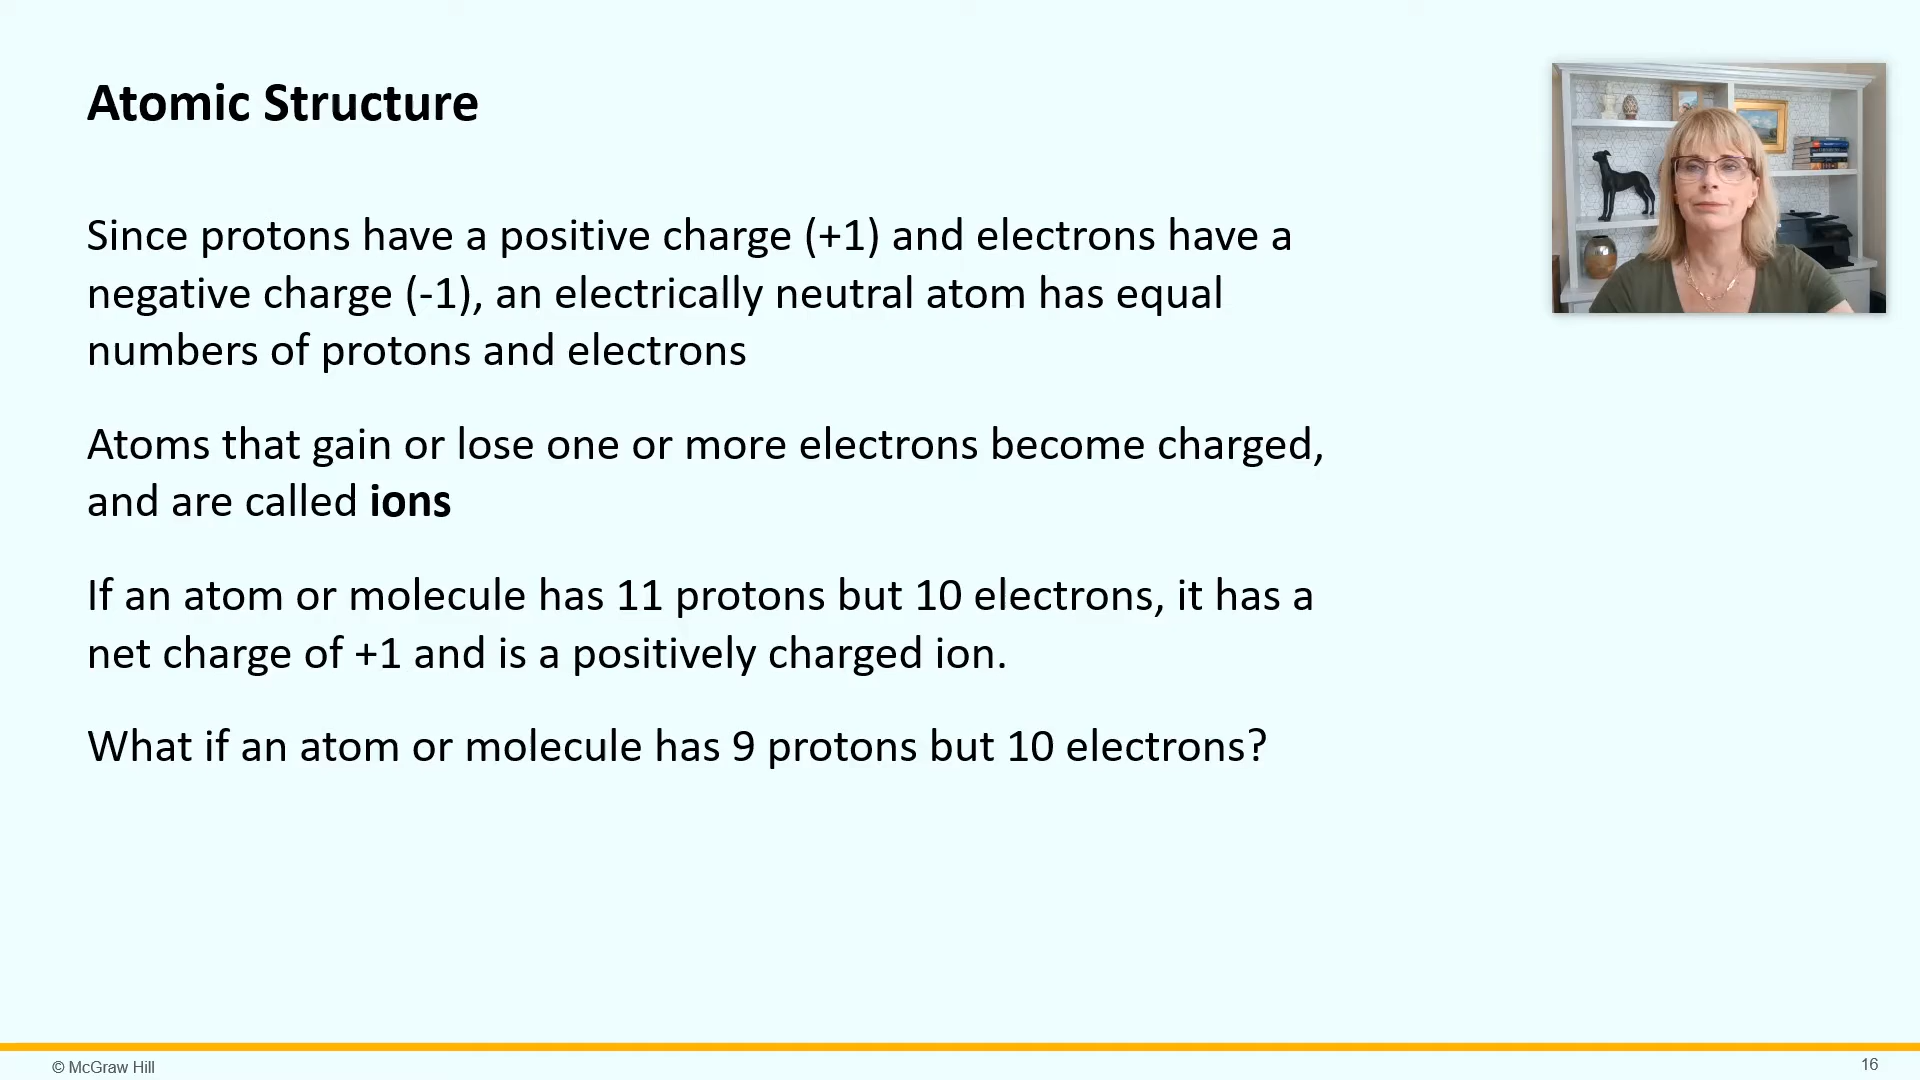 Atomic Structure
Since protons have a positive charge (+1) and electrons have a
negative charge (-1), an electrically neutral atom has equal
numbers of protons and electrons
Atoms that gain or lose one or more electrons become charged,
and are called ions
If an atom or molecule has 11 protons but 10 electrons, it has a
net charge of +1 and is a positively charged ion.
What if an atom or molecule has 9 protons but 10 electrons?
© McGraw Hill
16